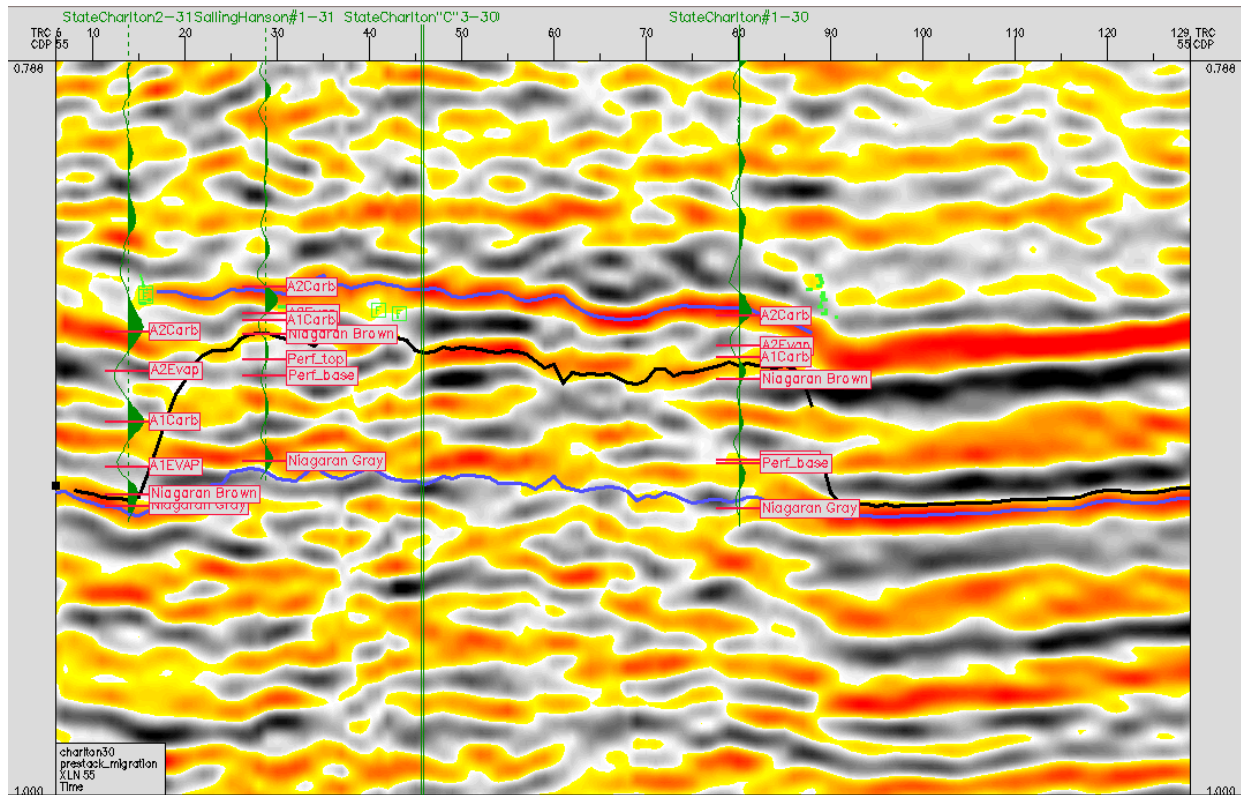 StateCharlton2-31SallingHanson#1-31 StateCharlton"C"3-30 StateCharlton#1-30
TRC 6 10 20 30 40 50 60 70 80 90 100 110 120 129 TRC
CDP 55 55 CDP
0.788 0.788
F
F F
A2Carb
A1Carb
Niagaran Brown
Perf_top
Perf_base
Niagaran Gray
A2Carb
A2Evap
A1Carb
A1EVAP
Niagaran Brown
Niagaran Gray
A2Carb
A2Evap
A1Carb
Niagaran Brown
Perf_base
Niagaran Gray
charlton30
prestack_migration
XLN 55
Time
1.000 1.000